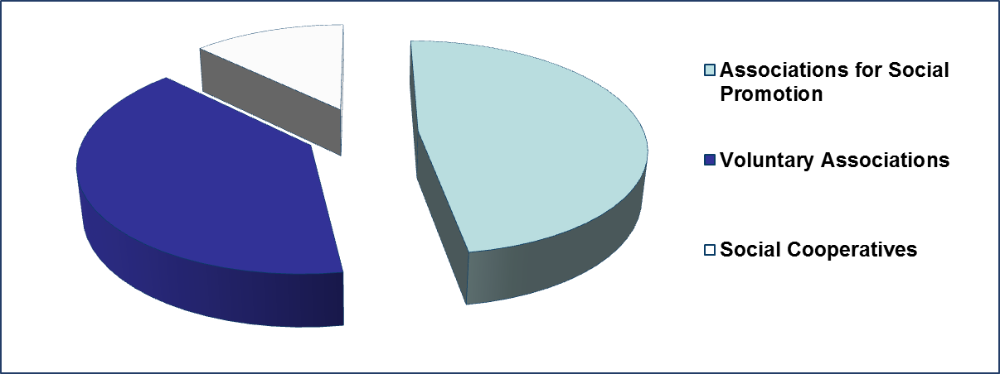 Associations for Social
Promotion
Voluntary Associations
Social Cooperatives